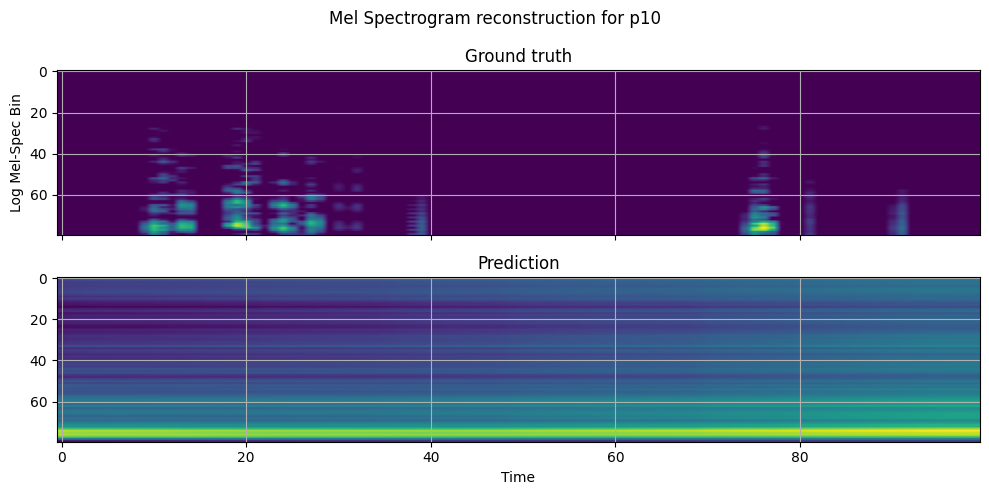 Mel Spectrogram reconstruction for p10
Ground truth
Log Mel-Spec Bin
0
20
40
60
Prediction
0
20
40
60
0 20 40 60 80
Time